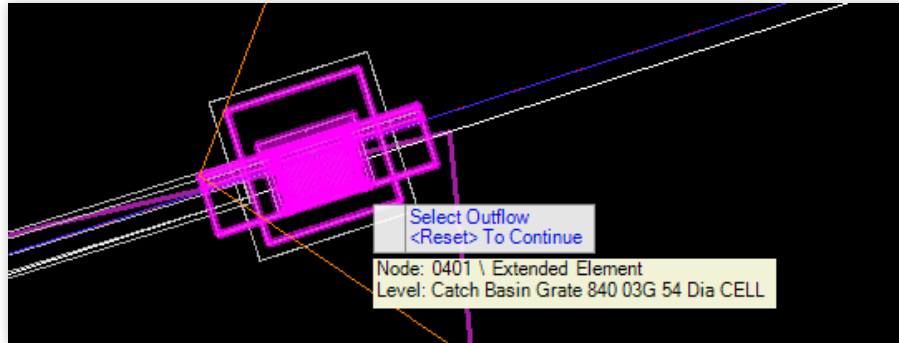 Select Outflow
<Reset> To Continue
Node: 0401 \ Extended Element
Level: Catch Basin Grate 840 03G 54 Dia CELL